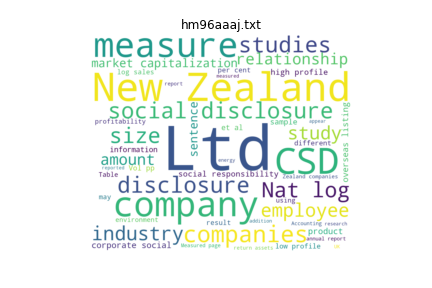 hm96aaaj.txt
measure studies
market capitalization relationship
log sales per cent high profile
report measured
New Zealand
social disclosure
profitability et al sample appear
size sentence study overseas listing
information different
Ltd CSD
amount
reported Vol pp energy
Table social responsibility Zealand companies
disclosure Nat log
may using
company employee
environment result addition Accounting research
industry companies product
Measured page annual report
corporate social return assets low profile